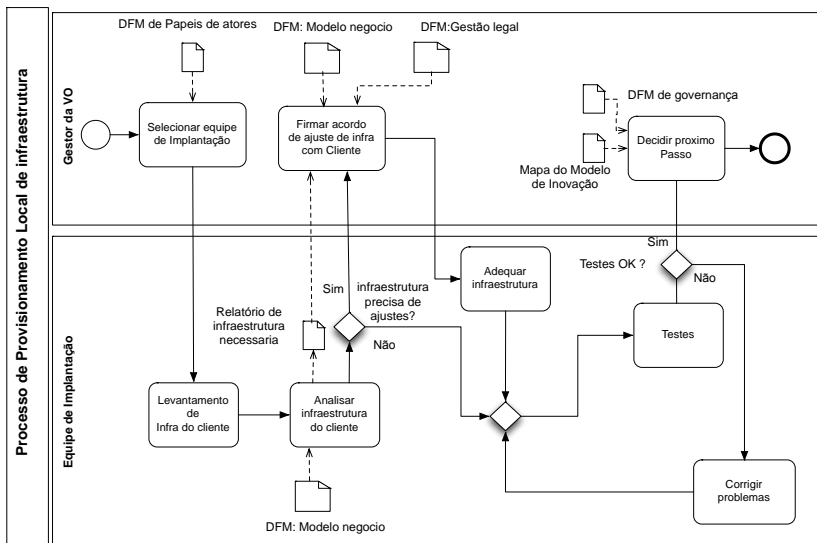 Processo de Provisionamento Local de infraestrutura
Gestor da VO
DFM de Papeis de atores
DFM: Modelo negocio
DFM:Gestão legal
Selecionar equipe
de Implantação
Firmar acordo
de ajuste de infra
com Cliente
DFM de governança
Mapa do Modelo
de Inovação
Decidir proximo
Passo
Equipe de Implantação
Sim
Testes OK ?
Não
Adequar
infraestrutura
Sim
infraestrutura
precisa de
ajustes?
Não
Relatório de
infraestrutura
necessaria
Testes
Levantamento
de
Infra do cliente
Analisar
infraestrutura
do cliente
Corrigir
problemas
DFM: Modelo negocio